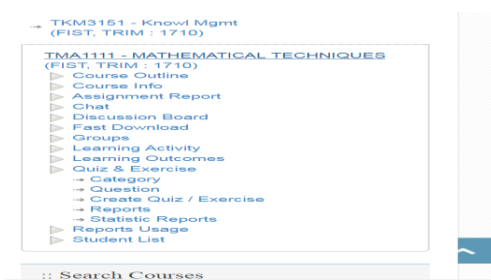 TKM3151 - Knowl Mgmt
(FIST, TRIM : 1710)
TMA1111 - MATHEMATICAL TECHNIQUES
(FIST, TRIM : 1710)
Course Outline
Course Info
Assignment Report
Chat
Discussion Board
Fast Download
Groups
Learning Activity
Learning Outcomes
Quiz & Exercise
Category
Question
Create Quiz / Exercise
Reports
Statistic Reports
Reports Usage
Student List
:: Search Courses